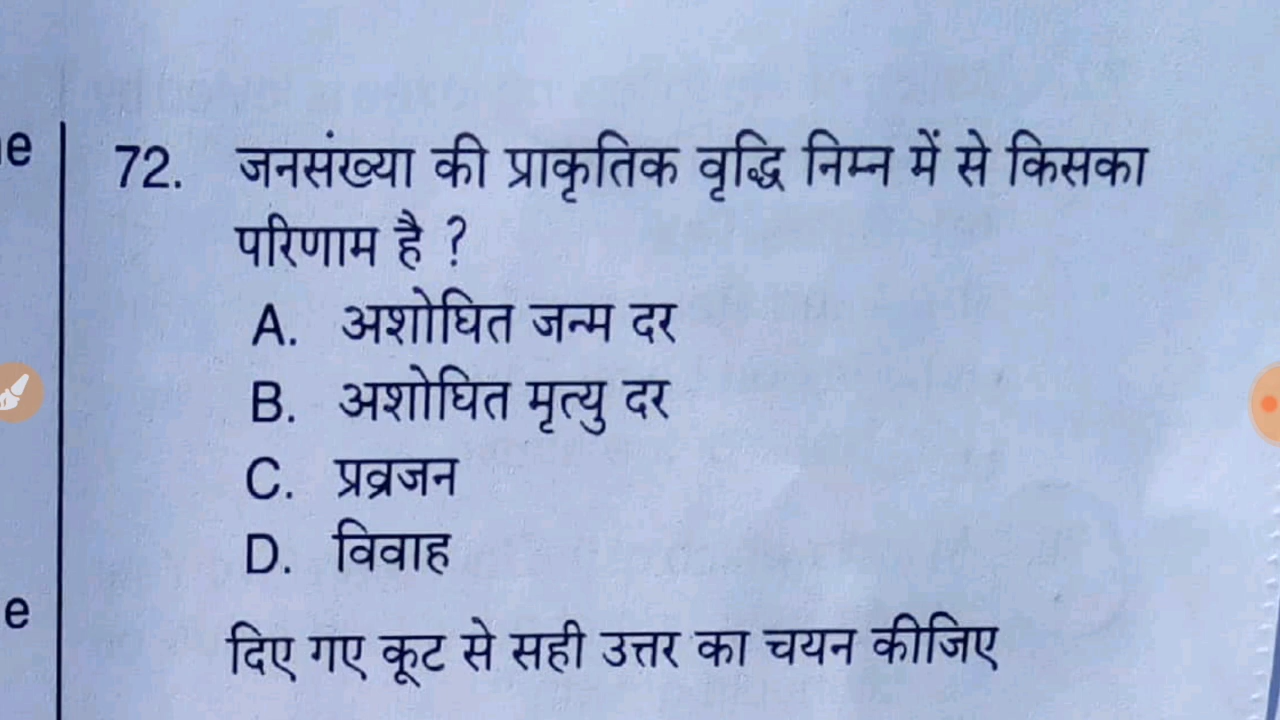 e
72. जनसंख्या की प्राकृतिक वृद्धि निम्न में से किसका
परिणाम है ?
A. अशोघित जन्म दर
B. अशोघित मृत्यु दर
C. प्रव्रजन
D. विवाह
e
दिए गए कूट से सही उत्तर का चयन कीजिए